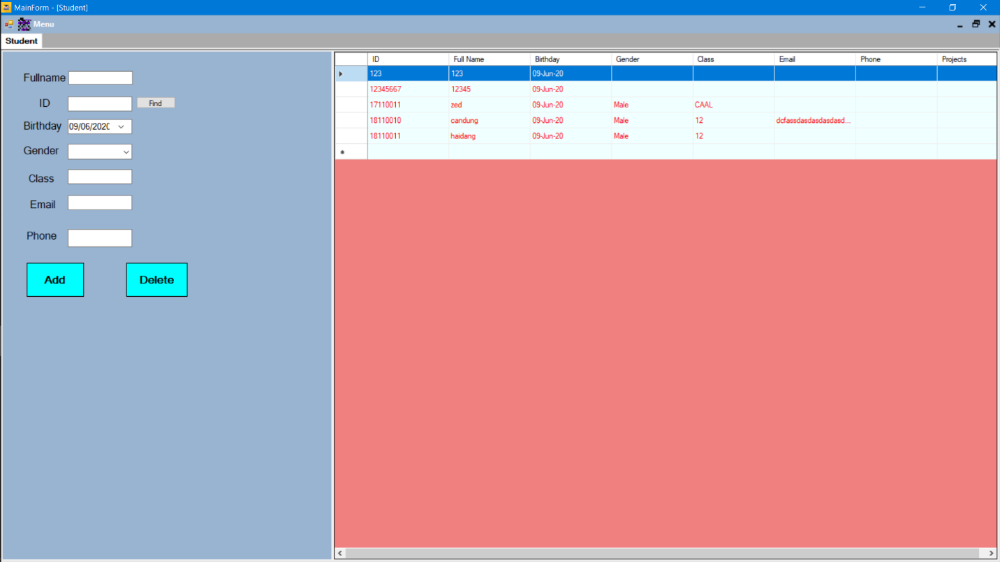 MainForm - [Student]
Menu
Student
Fullname
ID Find
Birthday 09/06/2020
Gender
Class
Email
Phone
Add Delete
ID Full Name Birthday Gender Class Email Phone Projects
123 123 09-Jun-20
12345667 12345 09-Jun-20
17110011 zed 09-Jun-20 Male CAAL
18110010 candung 09-Jun-20 Male 12 dcfassdasdasdasdasd...
18110011 haidang 09-Jun-20 Male 12